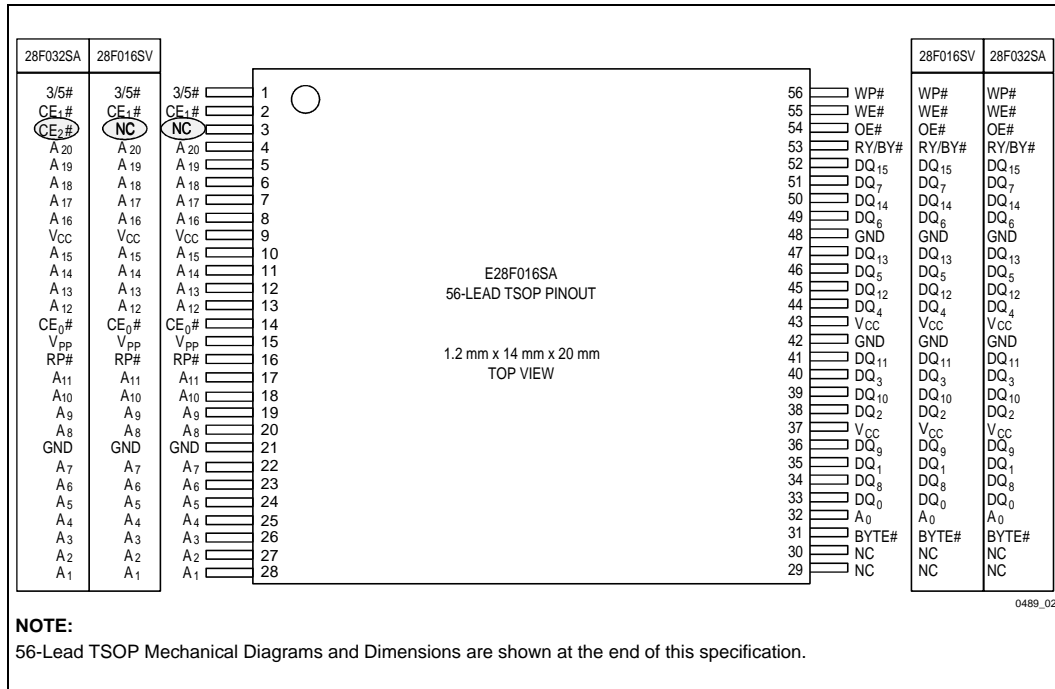 28F032SA 28F016SV 28F016SV 28F032SA
3/5# 3/5# 3/5# 1 56 WP# WP# WP#
CE1# CE1# CE1# 2 55 WE# WE# WE#
CE2# NC NC 3 54 OE# OE# OE#
A20 A20 A20 4 53 RY/BY# RY/BY# RY/BY#
A19 A19 A19 5 52 DQ15 DQ15 DQ15
A18 A18 A18 6 51 DQ7 DQ7 DQ7
A17 A17 A17 7 50 DQ14 DQ14 DQ14
A16 A16 A16 8 49 DQ6 DQ6 DQ6
VCC VCC VCC 9 48 GND GND GND
A15 A15 A15 10 47 DQ13 DQ13 DQ13
A14 A14 A14 11 E28F016SA 46 DQ5 DQ5 DQ5
A13 A13 A13 12 56-LEAD TSOP PINOUT 45 DQ12 DQ12 DQ12
A12 A12 A12 13 44 DQ4 DQ4 DQ4
CE0# CE0# CE0# 14 43 VCC VCC VCC
VPP VPP VPP 15 42 GND GND GND
RP# RP# RP# 16 1.2 mm x 14 mm x 20 mm 41 DQ11 DQ11 DQ11
A11 A11 A11 17 TOP VIEW 40 DQ3 DQ3 DQ3
A10 A10 A10 18 39 DQ10 DQ10 DQ10
A9 A9 A9 19 38 DQ2 DQ2 DQ2
A8 A8 A8 20 37 VCC VCC VCC
GND GND GND 21 36 DQ9 DQ9 DQ9
A7 A7 A7 22 35 DQ1 DQ1 DQ1
A6 A6 A6 23 34 DQ8 DQ8 DQ8
A5 A5 A5 24 33 DQ0 DQ0 DQ0
A4 A4 A4 25 32 A0 A0 A0
A3 A3 A3 26 31 BYTE# BYTE# BYTE#
A2 A2 A2 27 30 NC NC NC
A1 A1 A1 28 29 NC NC NC
0489_02
NOTE:
56-Lead TSOP Mechanical Diagrams and Dimensions are shown at the end of this specification.